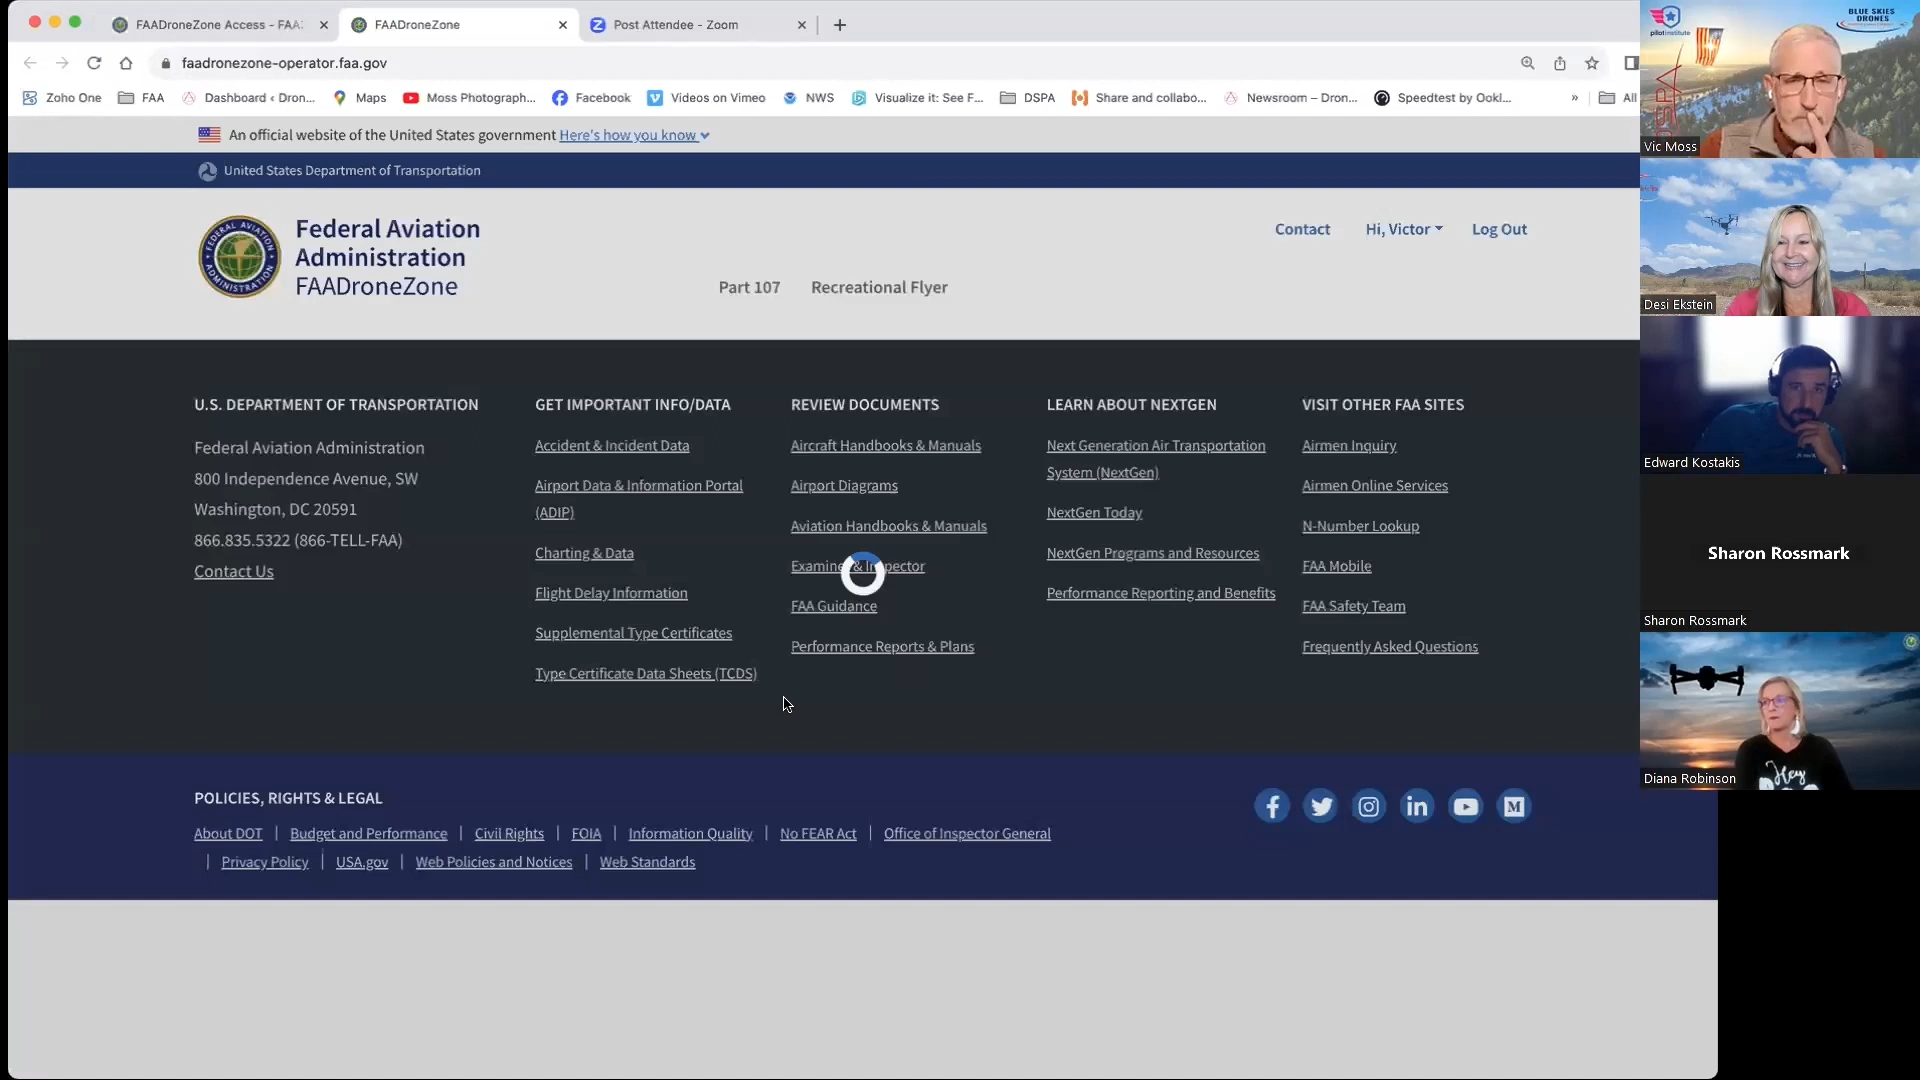 FAADroneZone Access - FAA
FAADroneZone
Post Attendee - Zoom
faadronezone-operator.faa.gov
Zoho One
FAA
Dashboard ‹ Dron...
Maps
Moss Photograph...
Facebook
Videos on Vimeo
NWS
Visualize it: See F...
DSPA
Share and collabo...
Newsroom – Dron...
Speedtest by Ookl...
»
All
An official website of the United States government Here's how you know
United States Department of Transportation
FEDERAL AVIATION ADMINISTRATION
Federal Aviation
Administration
FAADroneZone
Part 107
Recreational Flyer
Contact
Hi, Victor
Log Out
U.S. DEPARTMENT OF TRANSPORTATION
Federal Aviation Administration
800 Independence Avenue, SW
Washington, DC 20591
866.835.5322 (866-TELL-FAA)
Contact Us
GET IMPORTANT INFO/DATA
Accident & Incident Data
Airport Data & Information Portal
(ADIP)
Charting & Data
Flight Delay Information
Supplemental Type Certificates
Type Certificate Data Sheets (TCDS)
REVIEW DOCUMENTS
Aircraft Handbooks & Manuals
Airport Diagrams
Aviation Handbooks & Manuals
Examiner & Inspector
FAA Guidance
Performance Reports & Plans
LEARN ABOUT NEXTGEN
Next Generation Air Transportation
System (NextGen)
NextGen Today
NextGen Programs and Resources
Performance Reporting and Benefits
VISIT OTHER FAA SITES
Airmen Inquiry
Airmen Online Services
N-Number Lookup
FAA Mobile
FAA Safety Team
Frequently Asked Questions
POLICIES, RIGHTS & LEGAL
About DOT | Budget and Performance | Civil Rights | FOIA | Information Quality | No FEAR Act | Office of Inspector General
| Privacy Policy | USA.gov | Web Policies and Notices | Web Standards
pilotinstitute
BLUE SKIES
DRONES
Vic Moss
Desi Ekstein
Edward Kostakis
Sharon Rossmark
Sharon Rossmark
Hey
Diana Robinson